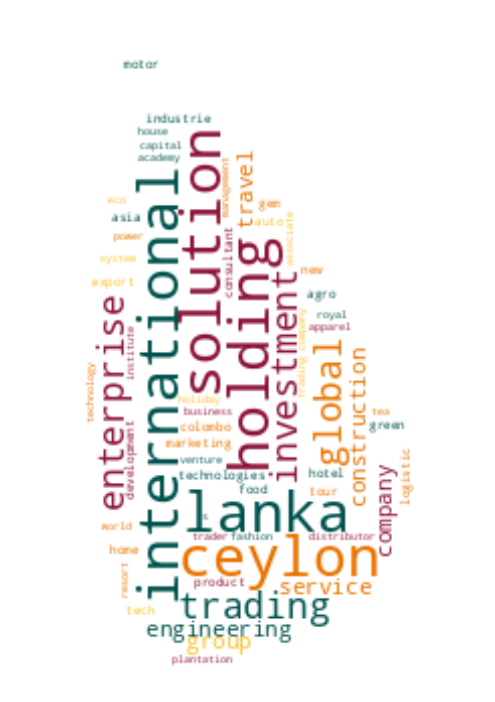 motor
industrie
house
capital
academy
solution
international
management
travel
eco
asia
gem
auto
associate
power
consultant
holding
system
new
export
investment
agro
enterprise
institute
royal
apparel
trading company
global
construction
technology
holiday
business
tea
colombo
green
development
marketing
venture
technologies
hotel
logistic
company
food
tour
lanka
s
world
trader
fashion
distributor
home
ceylon
resort
product
service
tech
trading
engineering
group
plantation